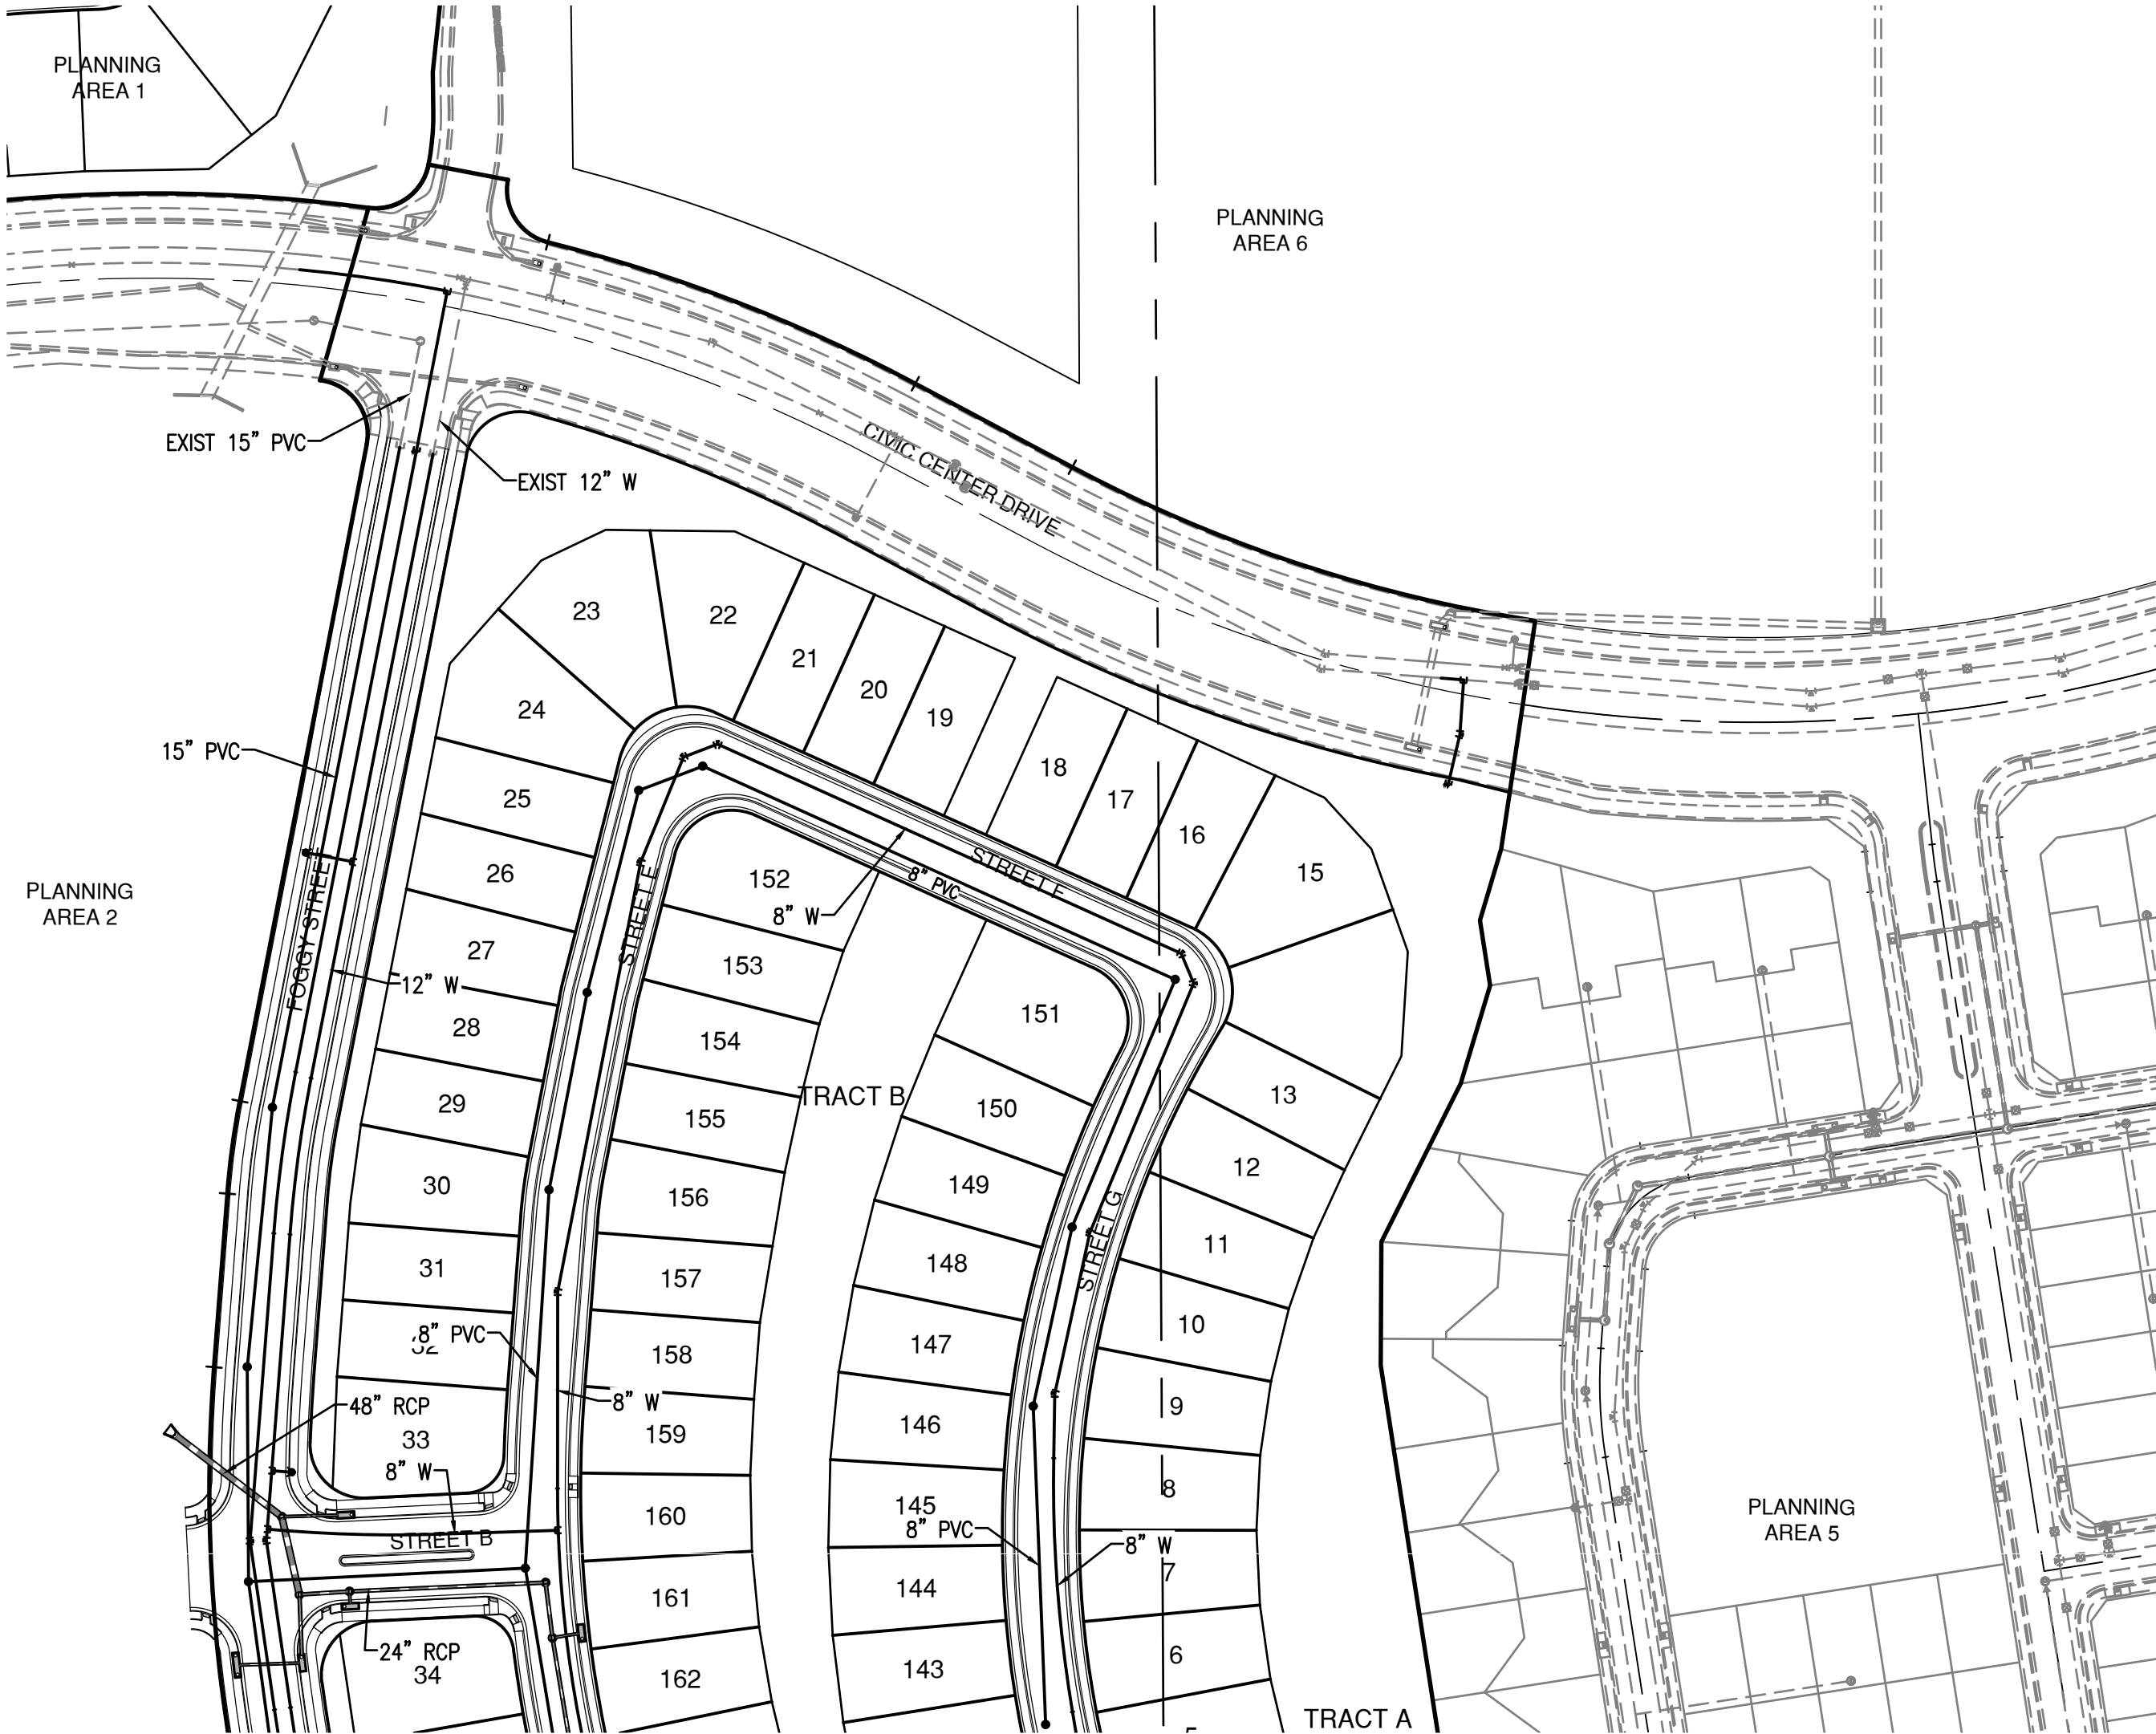 PLANNING
AREA 1
PLANNING
AREA 6
EXIST 15” PVC
EXIST 12” W
CIVIC CENTER DRIVE
23
22
21
20
19
24
18
17
16
15
25
15” PVC
26
152
8” PVC
STREET F
8” W
PLANNING
AREA 2
FOGGY STREET
STREET F
27
153
12” W
28
154
151
13
TRACT B
29
155
150
12
30
156
149
STREET G
11
31
157
148
10
8” PVC
32
158
147
48” RCP
8” W
9
33
159
146
8” W
8
160
145
8” PVC
PLANNING
AREA 5
STREET B
8” W
7
161
144
24” RCP
34
162
143
6
TRACT A